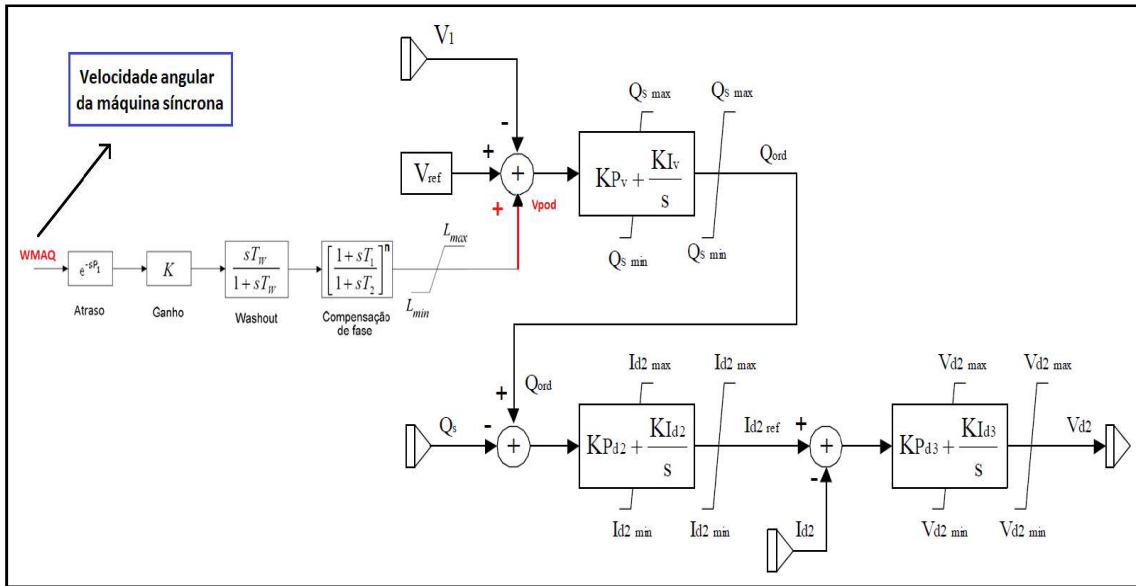 V1
Velocidade angular
da máquina síncrona
Qs max
Qs max
-
+
Vref
+
KPv + KIv/s
Qord
+
Vpod
Qs min
Qs min
WMAQ
e^-sP1
K
sTW/1+sTW
[1+sT1/1+sT2]^n
Lmax
Lmin
Atraso
Ganho
Washout
Compensação
de fase
+
Qord
Id2 max
Id2 max
Vd2 max
Vd2 max
Qs
-
+
KPd2 + KId2/s
Id2 ref
+
+
KPd3 + KId3/s
Vd2
-
Id2 min
Id2 min
Id2
Vd2 min
Vd2 min